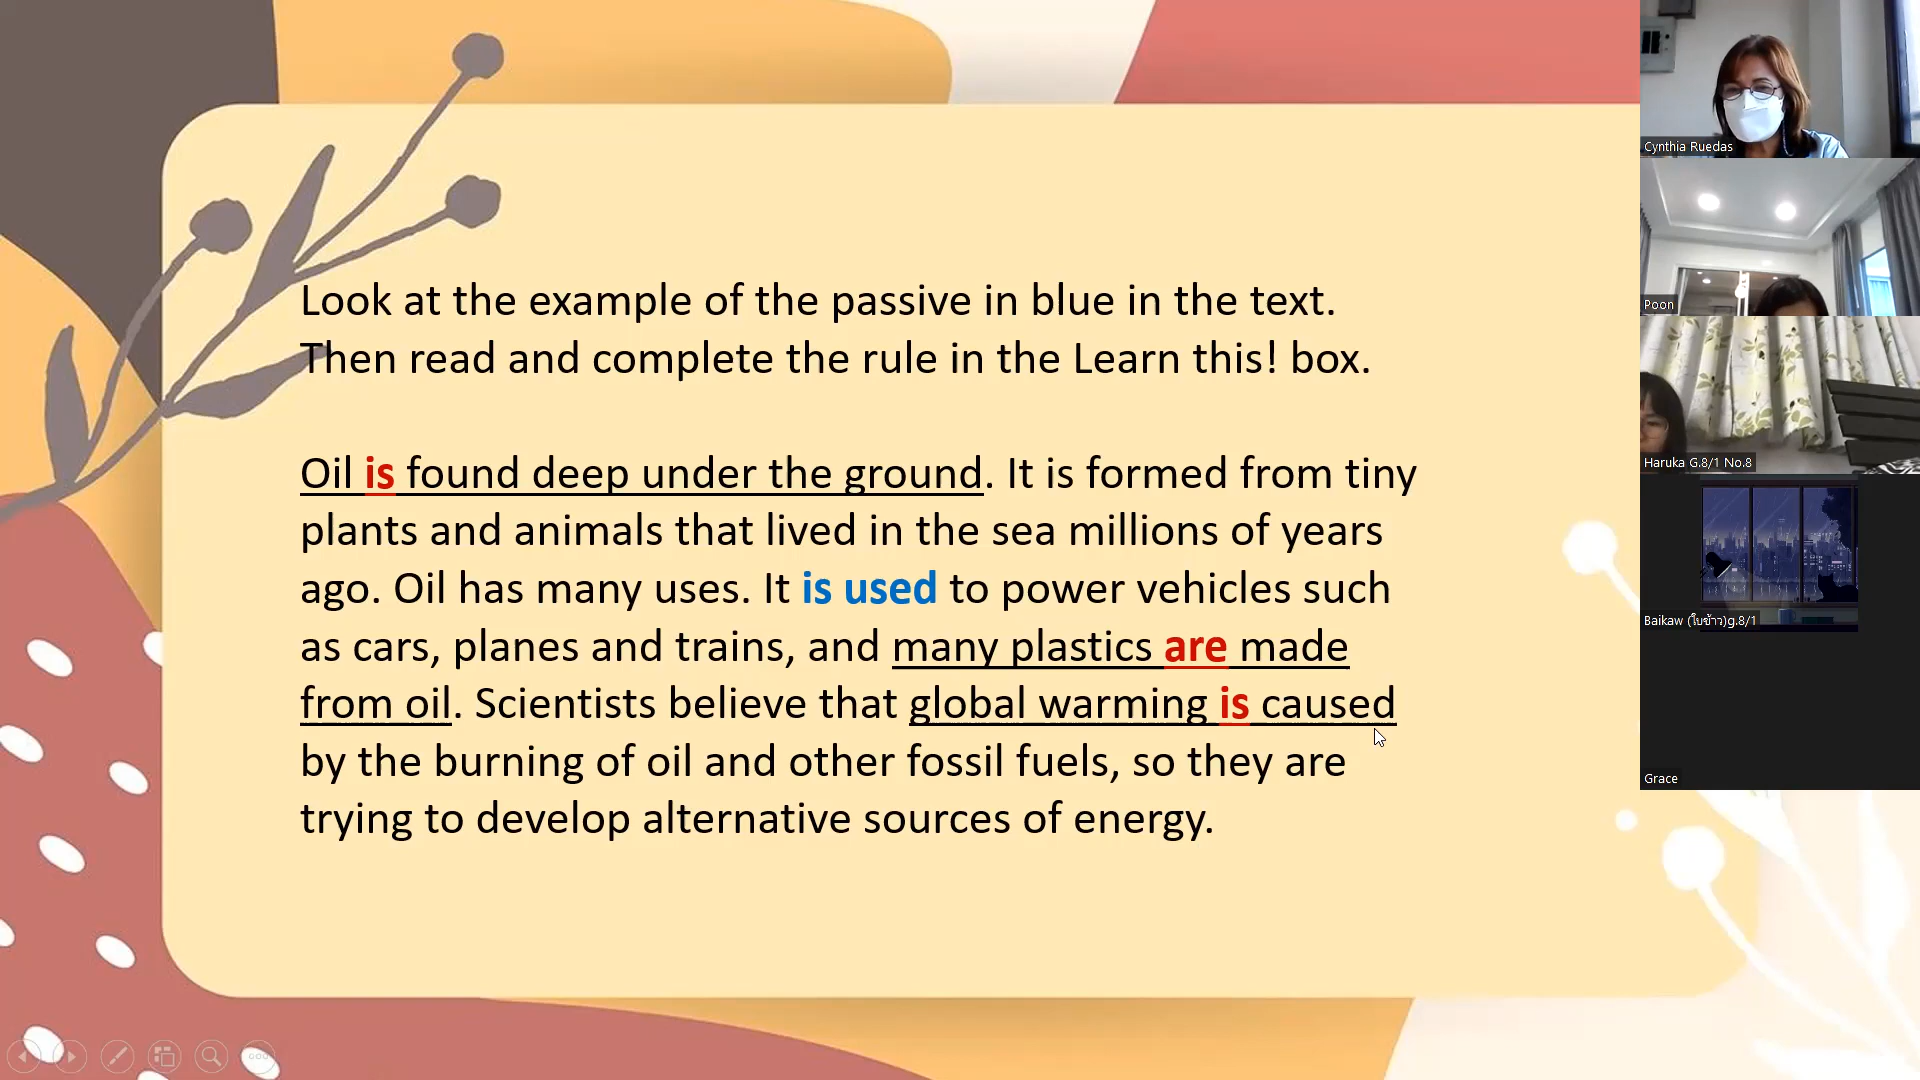 Look at the example of the passive in blue in the text.
Then read and complete the rule in the Learn this! box.
Oil is found deep under the ground. It is formed from tiny
plants and animals that lived in the sea millions of years
ago. Oil has many uses. It is used to power vehicles such
as cars, planes and trains, and many plastics are made
from oil. Scientists believe that global warming is caused
by the burning of oil and other fossil fuels, so they are
trying to develop alternative sources of energy.
Cynthia Ruedas
Poon
Haruka G.8/1 No.8
Baikaw (ใบข้าว)g.8/1
Grace